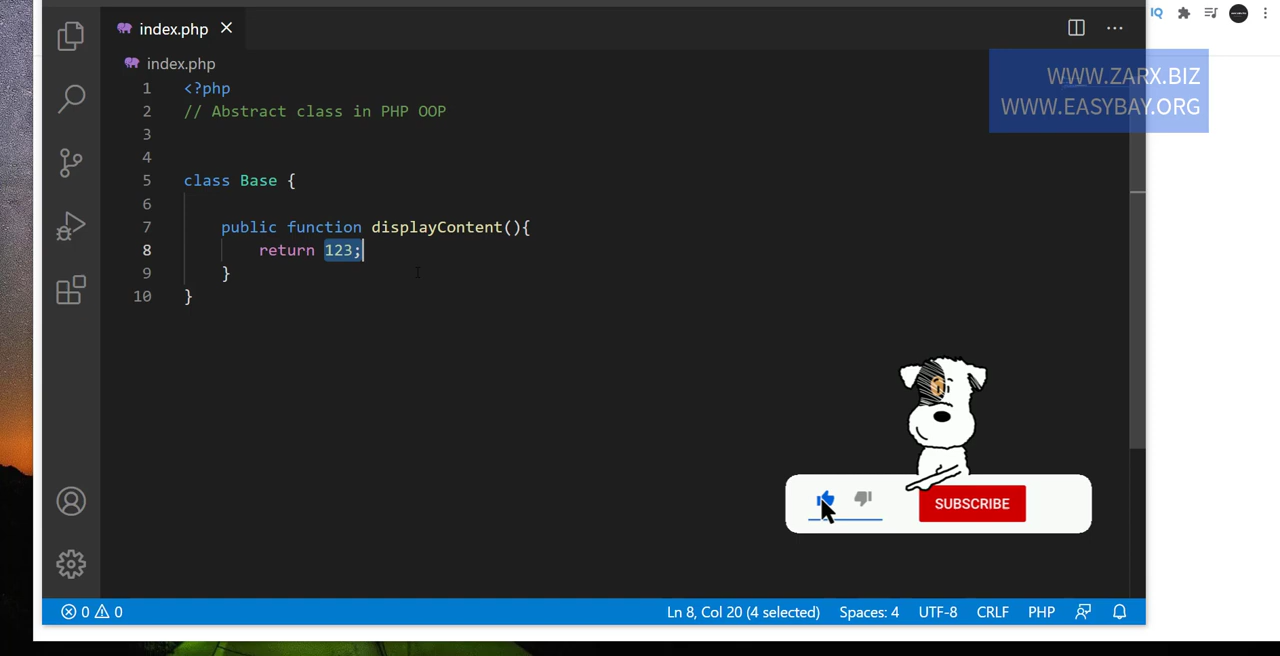 index.php
IQ
index.php
WWW.ZARX.BIZ
WWW.EASYBAY.ORG
1 <?php
2 // Abstract class in PHP OOP
3
4
5 class Base {
6
7 public function displayContent(){
8 return 123;
9 }
10 }
SUBSCRIBE
0 0 Ln 8, Col 20 (4 selected) Spaces: 4 UTF-8 CRLF PHP